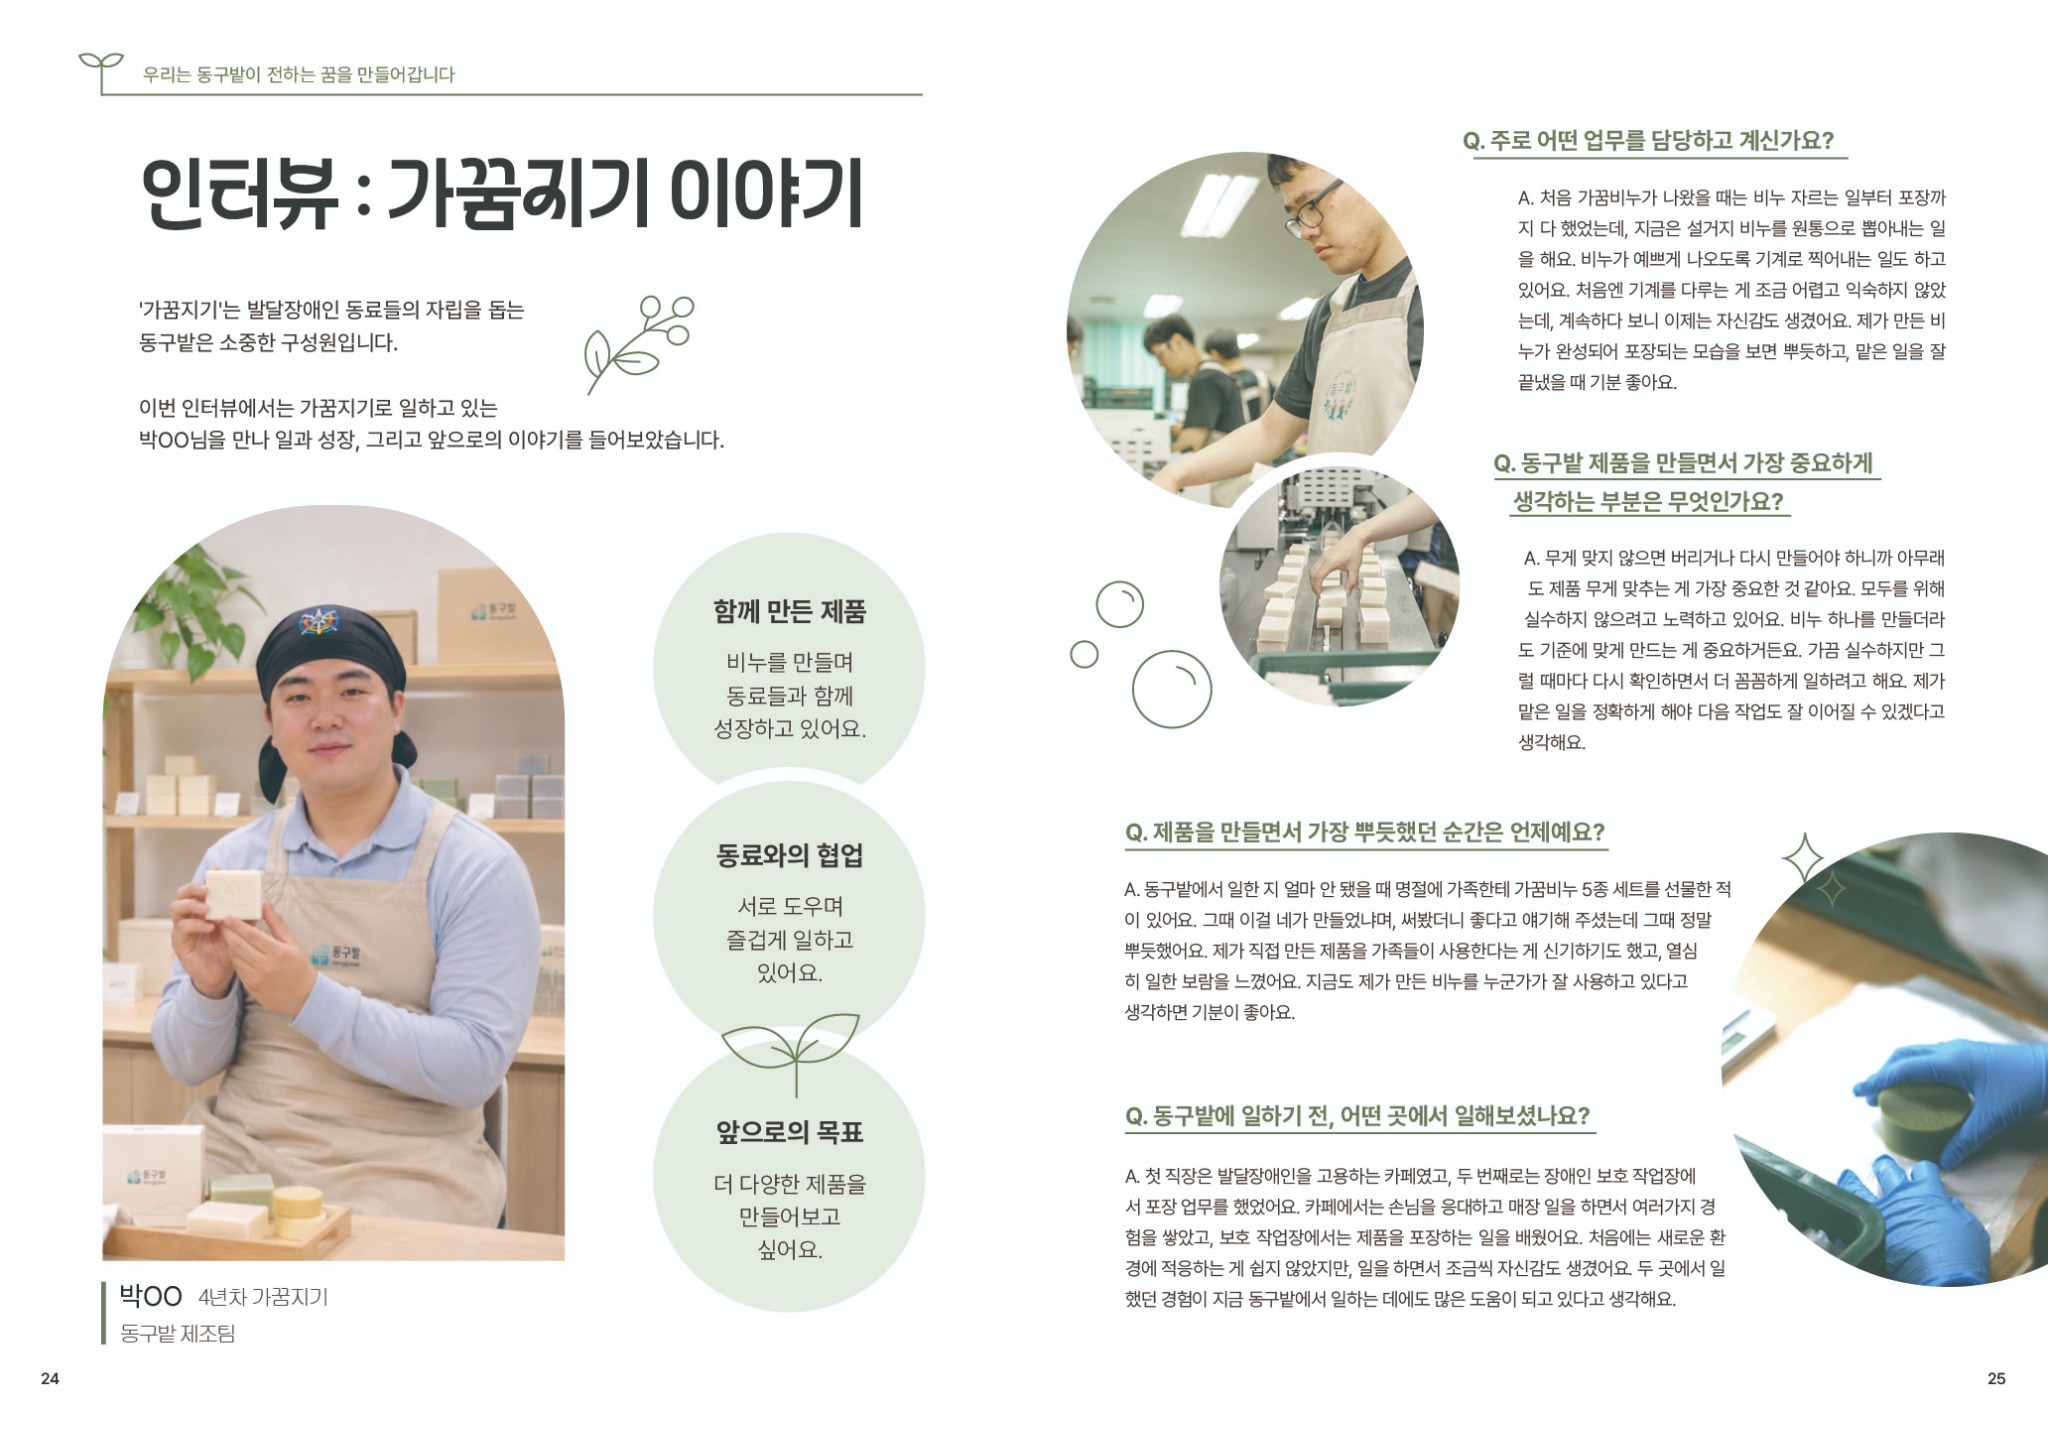 우리는 동구밭이 전하는 꿈을 만들어갑니다
인터뷰 : 가꿈지기 이야기
'가꿈지기'는 발달장애인 동료들의 자립을 돕는
동구밭은 소중한 구성원입니다.
이번 인터뷰에서는 가꿈지기로 일하고 있는
박OO님을 만나 일과 성장, 그리고 앞으로의 이야기를 들어보았습니다.
동구밭
동구밭
동구밭
박OO 4년차 가꿈지기
동구밭 제조팀
함께 만든 제품
비누를 만들며
동료들과 함께
성장하고 있어요.
동료와의 협업
서로 도우며
즐겁게 일하고
있어요.
앞으로의 목표
더 다양한 제품을
만들어보고
싶어요.
24
동구밭
Q. 주로 어떤 업무를 담당하고 계신가요?
A. 처음 가꿈비누가 나왔을 때는 비누 자르는 일부터 포장까
지 다 했었는데, 지금은 설거지 비누를 원통으로 뽑아내는 일
을 해요. 비누가 예쁘게 나오도록 기계로 찍어내는 일도 하고
있어요. 처음엔 기계를 다루는 게 조금 어렵고 익숙하지 않았
는데, 계속하다 보니 이제는 자신감도 생겼어요. 제가 만든 비
누가 완성되어 포장되는 모습을 보면 뿌듯하고, 맡은 일을 잘
끝냈을 때 기분 좋아요.
Q. 동구밭 제품을 만들면서 가장 중요하게
생각하는 부분은 무엇인가요?
A. 무게 맞지 않으면 버리거나 다시 만들어야 하니까 아무래
도 제품 무게 맞추는 게 가장 중요한 것 같아요. 모두를 위해
실수하지 않으려고 노력하고 있어요. 비누 하나를 만들더라
도 기준에 맞게 만드는 게 중요하거든요. 가끔 실수하지만 그
럴 때마다 다시 확인하면서 더 꼼꼼하게 일하려고 해요. 제가
맡은 일을 정확하게 해야 다음 작업도 잘 이어질 수 있겠다고
생각해요.
Q. 제품을 만들면서 가장 뿌듯했던 순간은 언제예요?
A. 동구밭에서 일한 지 얼마 안 됐을 때 명절에 가족한테 가꿈비누 5종 세트를 선물한 적
이 있어요. 그때 이걸 네가 만들었냐며, 써봤더니 좋다고 얘기해 주셨는데 그때 정말
뿌듯했어요. 제가 직접 만든 제품을 가족들이 사용한다는 게 신기하기도 했고, 열심
히 일한 보람을 느꼈어요. 지금도 제가 만든 비누를 누군가가 잘 사용하고 있다고
생각하면 기분이 좋아요.
Q. 동구밭에 일하기 전, 어떤 곳에서 일해보셨나요?
A. 첫 직장은 발달장애인을 고용하는 카페였고, 두 번째로는 장애인 보호 작업장에
서 포장 업무를 했었어요. 카페에서는 손님을 응대하고 매장 일을 하면서 여러가지 경
험을 쌓았고, 보호 작업장에서는 제품을 포장하는 일을 배웠어요. 처음에는 새로운 환
경에 적응하는 게 쉽지 않았지만, 일을 하면서 조금씩 자신감도 생겼어요. 두 곳에서 일
했던 경험이 지금 동구밭에서 일하는 데에도 많은 도움이 되고 있다고 생각해요.
25